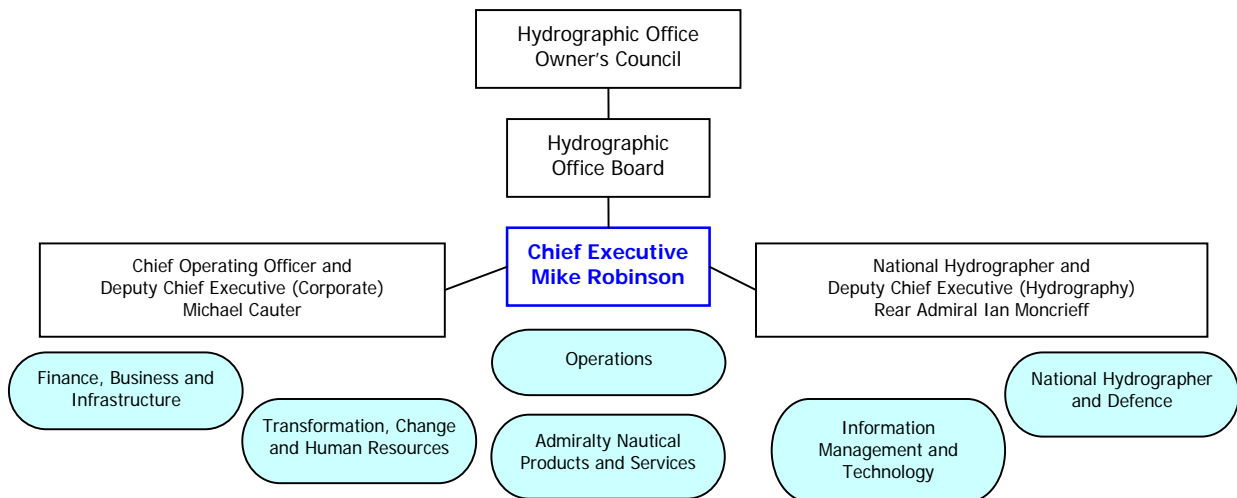 Hydrographic Office
Owner's Council
Hydrographic
Office Board
Chief Executive
Mike Robinson
Chief Operating Officer and
Deputy Chief Executive (Corporate)
Michael Cauter
National Hydrographer and
Deputy Chief Executive (Hydrography)
Rear Admiral Ian Moncrieff
Finance, Business and
Infrastructure
Transformation, Change
and Human Resources
Operations
Admiralty Nautical
Products and Services
Information
Management and
Technology
National Hydrographer
and Defence